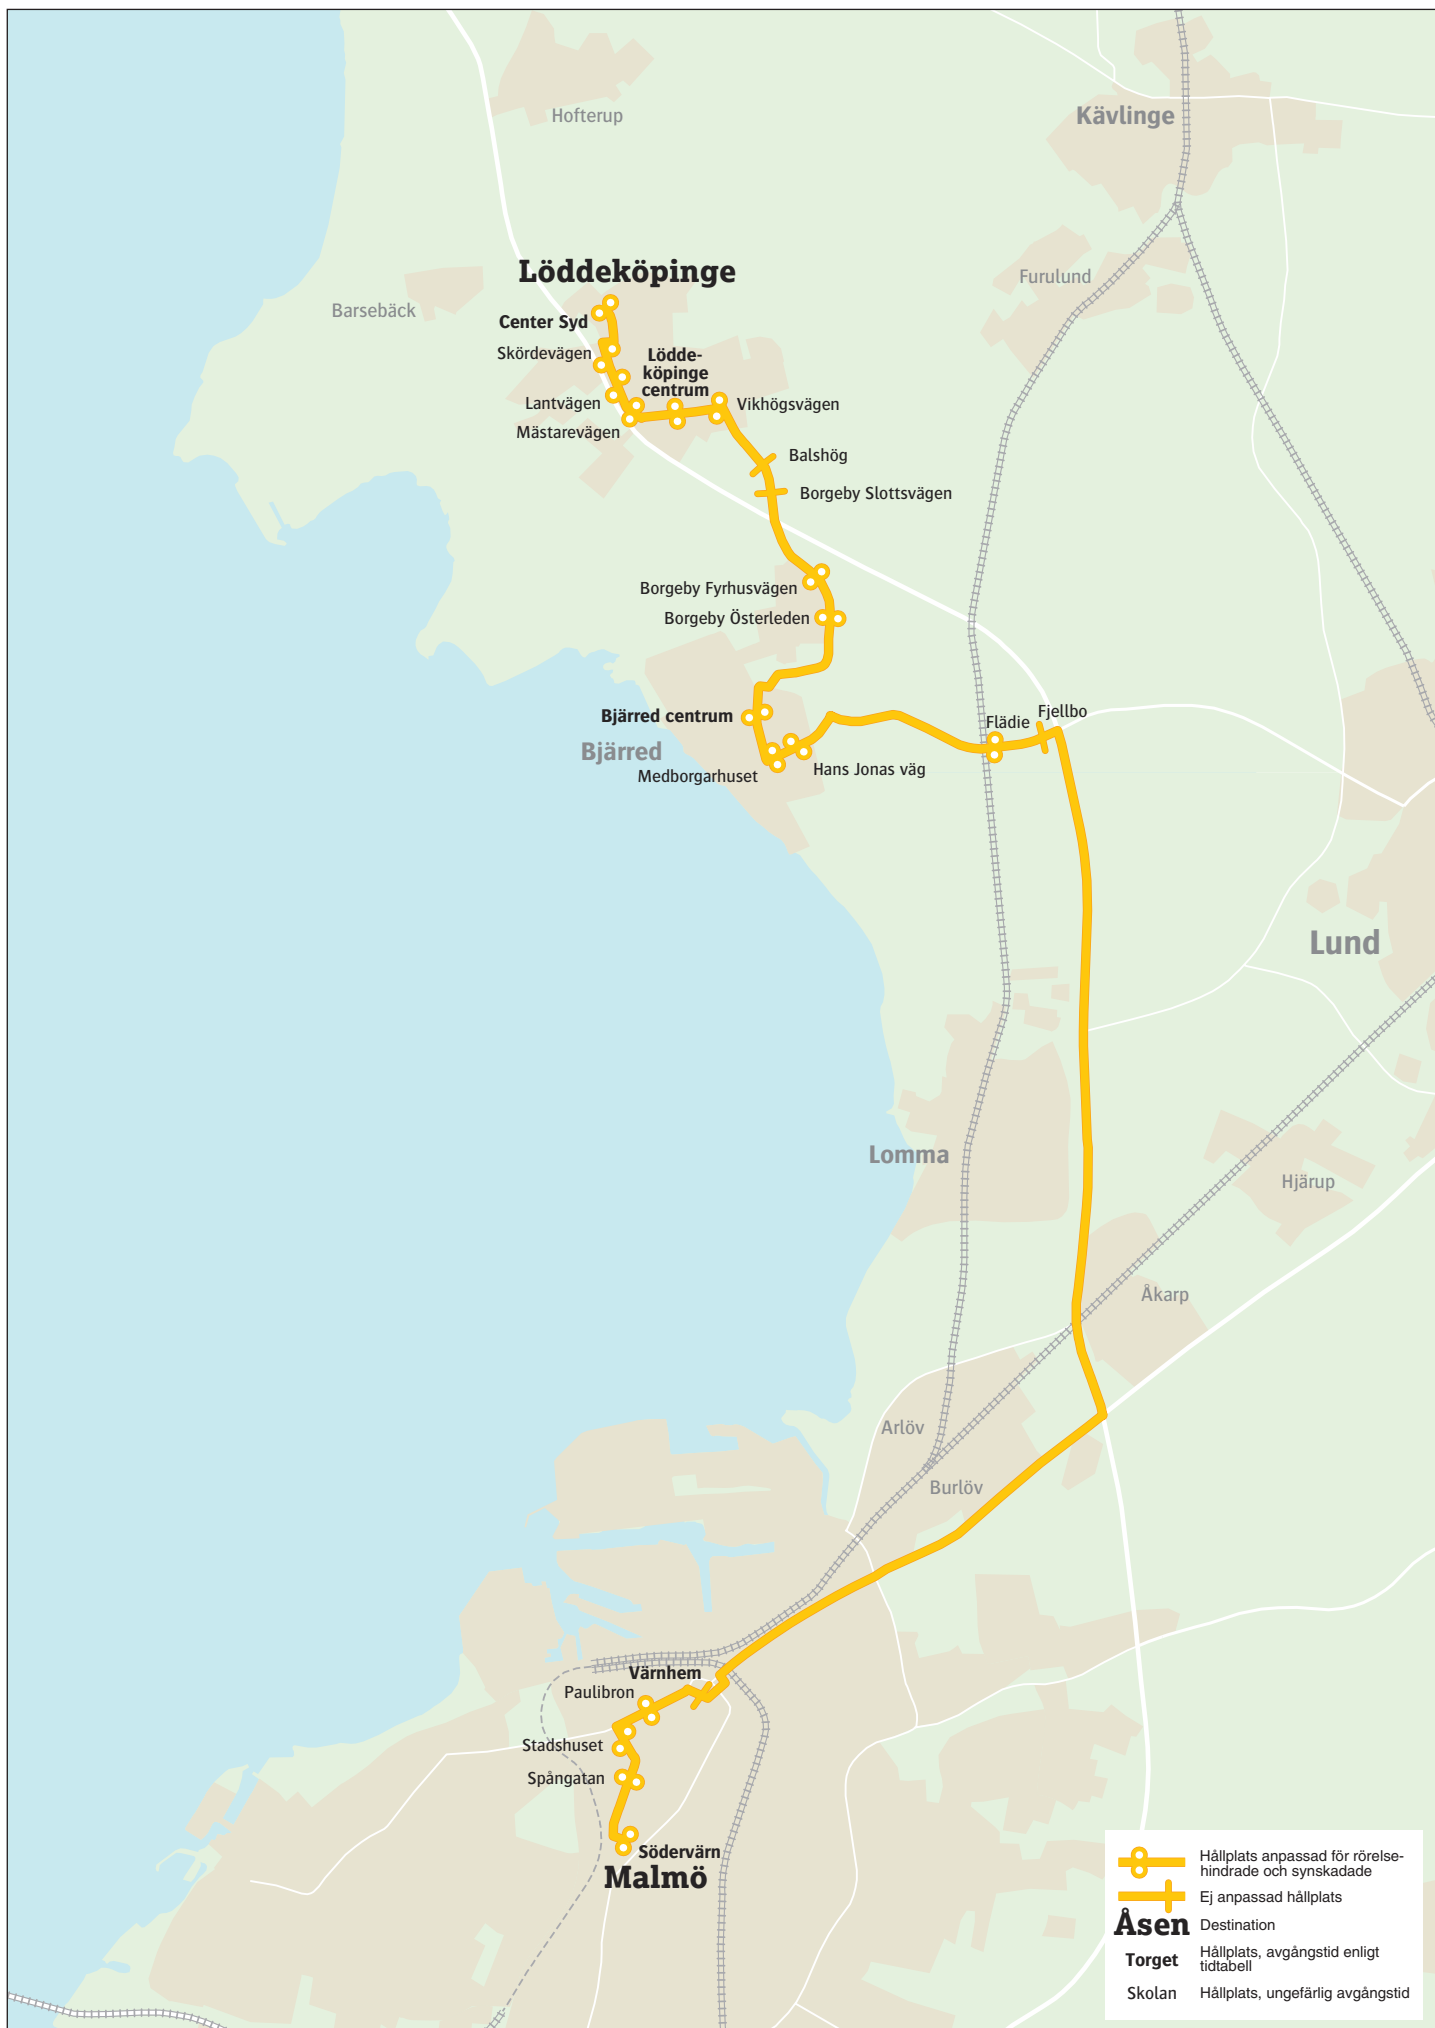 Hofterup
Kävlinge
Furulund
Barsebäck
Löddeköpinge
Center Syd
Skördevägen
Lödde-
köpinge
centrum
Lantvägen
Vikhögsvägen
Mästarevägen
Balshög
Borgeby Slottsvägen
Borgeby Fyrhusvägen
Borgeby Österleden
Bjärred centrum
Fjellbo
Flädie
Bjärred
Medborgarhuset
Hans Jonas väg
Lund
Lomma
Hjärup
Åkarp
Arlöv
Burlöv
Värnhem
Paulibron
Stadshuset
Spångatan
Södervärn
Malmö
Hållplats anpassad för rörelse-
hindrade och synskadade
Ej anpassad hållplats
Åsen Destination
Torget Hållplats, avgångstid enligt
tidtabell
Skolan Hållplats, ungefärlig avgångstid